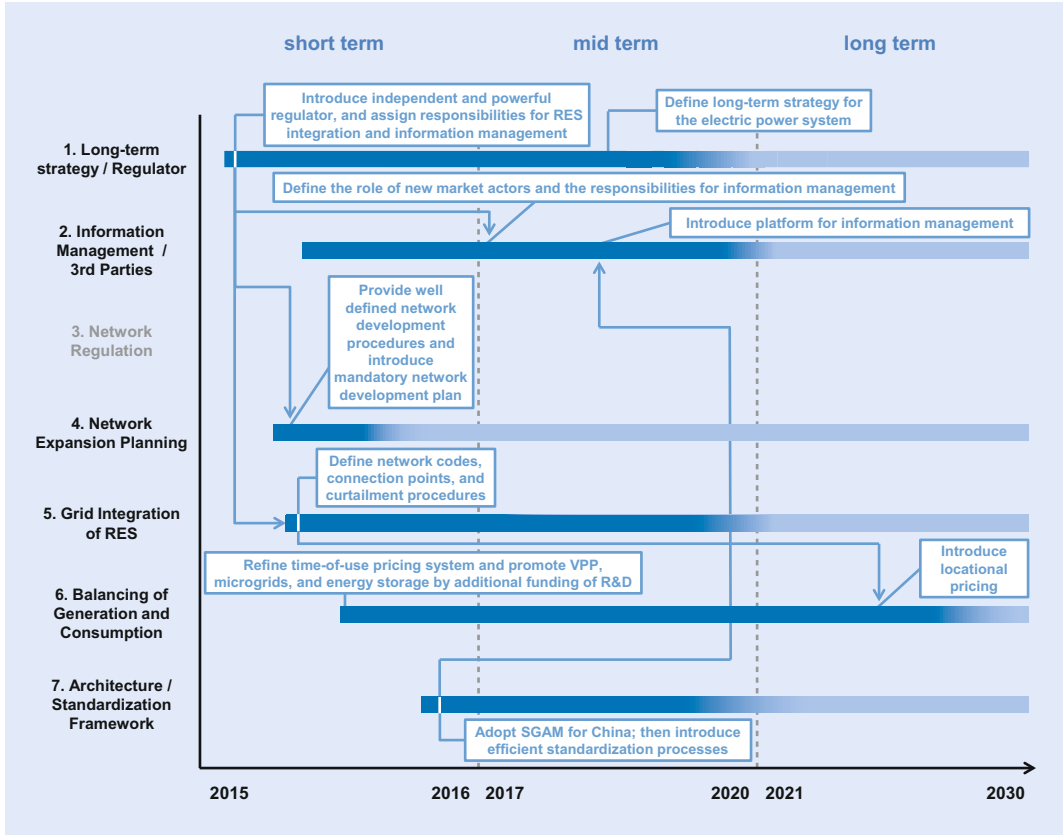 short term
mid term
long term
Introduce independent and powerful
regulator, and assign responsibilities for RES
integration and information management
Define long-term strategy for
the electric power system
1. Long-term
strategy / Regulator
Define the role of new market actors and the responsibilities for information management
Introduce platform for information management
2. Information
Management /
3rd Parties
Provide well
defined network
development
procedures and
introduce
mandatory network
development plan
3. Network
Regulation
4. Network
Expansion Planning
Define network codes,
connection points, and
curtailment procedures
5. Grid Integration
of RES
Refine time-of-use pricing system and promote VPP,
microgrids, and energy storage by additional funding of R&D
Introduce
locational
pricing
6. Balancing of
Generation and
Consumption
7. Architecture /
Standardization
Framework
Adopt SGAM for China; then introduce
efficient standardization processes
2015
2016
2017
2020
2021
2030